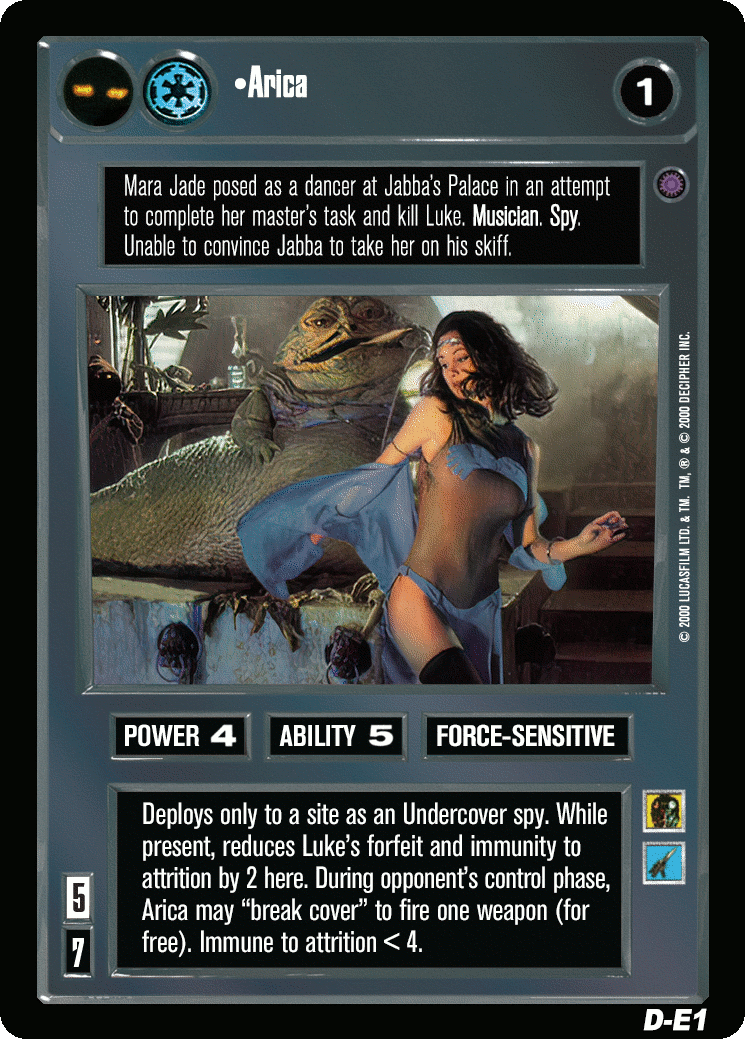 •Arica
1
Mara Jade posed as a dancer at Jabba's Palace in an attempt
to complete her master's task and kill Luke. Musician. Spy.
Unable to convince Jabba to take her on his skiff.
© 2000 LUCASFILM LTD. & TM. TM, ® & © 2000 DECIPHER INC.
POWER 4
ABILITY 5
FORCE-SENSITIVE
Deploys only to a site as an Undercover spy. While
present, reduces Luke's forfeit and immunity to
attrition by 2 here. During opponent's control phase,
Arica may “break cover” to fire one weapon (for
free). Immune to attrition < 4.
5
7
D-E1